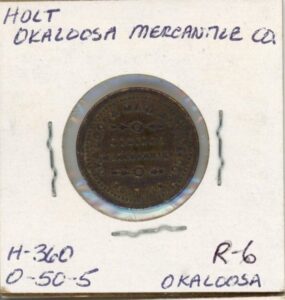 HOLT
OKALOOSA MERCANTILE CO.
H-360
R-6
O-50-5
OKALOOSA